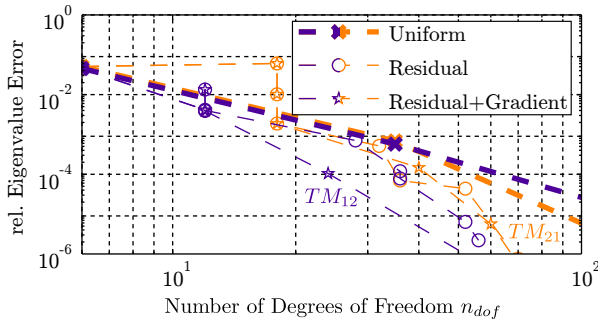 10^0
10^-2
10^-4
10^-6
rel. Eigenvalue Error
Uniform
Residual
Residual+Gradient
TM_12
TM_21
10^1
10^2
Number of Degrees of Freedom n_dof